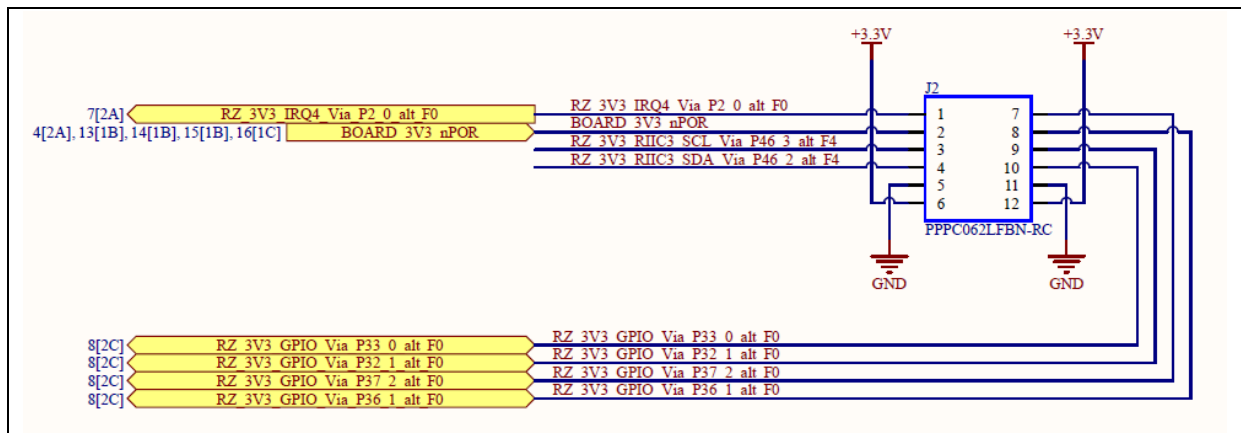 +3.3V +3.3V
J2
7[2A] RZ_3V3_IRQ4_Via_P2_0_alt_F0 RZ_3V3_IRQ4_Via_P2_0_alt_F0 1 7
4[2A], 13[1B], 14[1B], 15[1B], 16[1C] BOARD_3V3_nPOR BOARD_3V3_nPOR 2 8
RZ_3V3_RIIC3_SCL_Via_P46_3_alt_F4 3 9
RZ_3V3_RIIC3_SDA_Via_P46_2_alt_F4 4 10
5 11
6 12
PPPC062LFBN-RC
GND GND
8[2C] RZ_3V3_GPIO_Via_P33_0_alt_F0 RZ_3V3_GPIO_Via_P33_0_alt_F0
8[2C] RZ_3V3_GPIO_Via_P32_1_alt_F0 RZ_3V3_GPIO_Via_P32_1_alt_F0
8[2C] RZ_3V3_GPIO_Via_P37_2_alt_F0 RZ_3V3_GPIO_Via_P37_2_alt_F0
8[2C] RZ_3V3_GPIO_Via_P36_1_alt_F0 RZ_3V3_GPIO_Via_P36_1_alt_F0